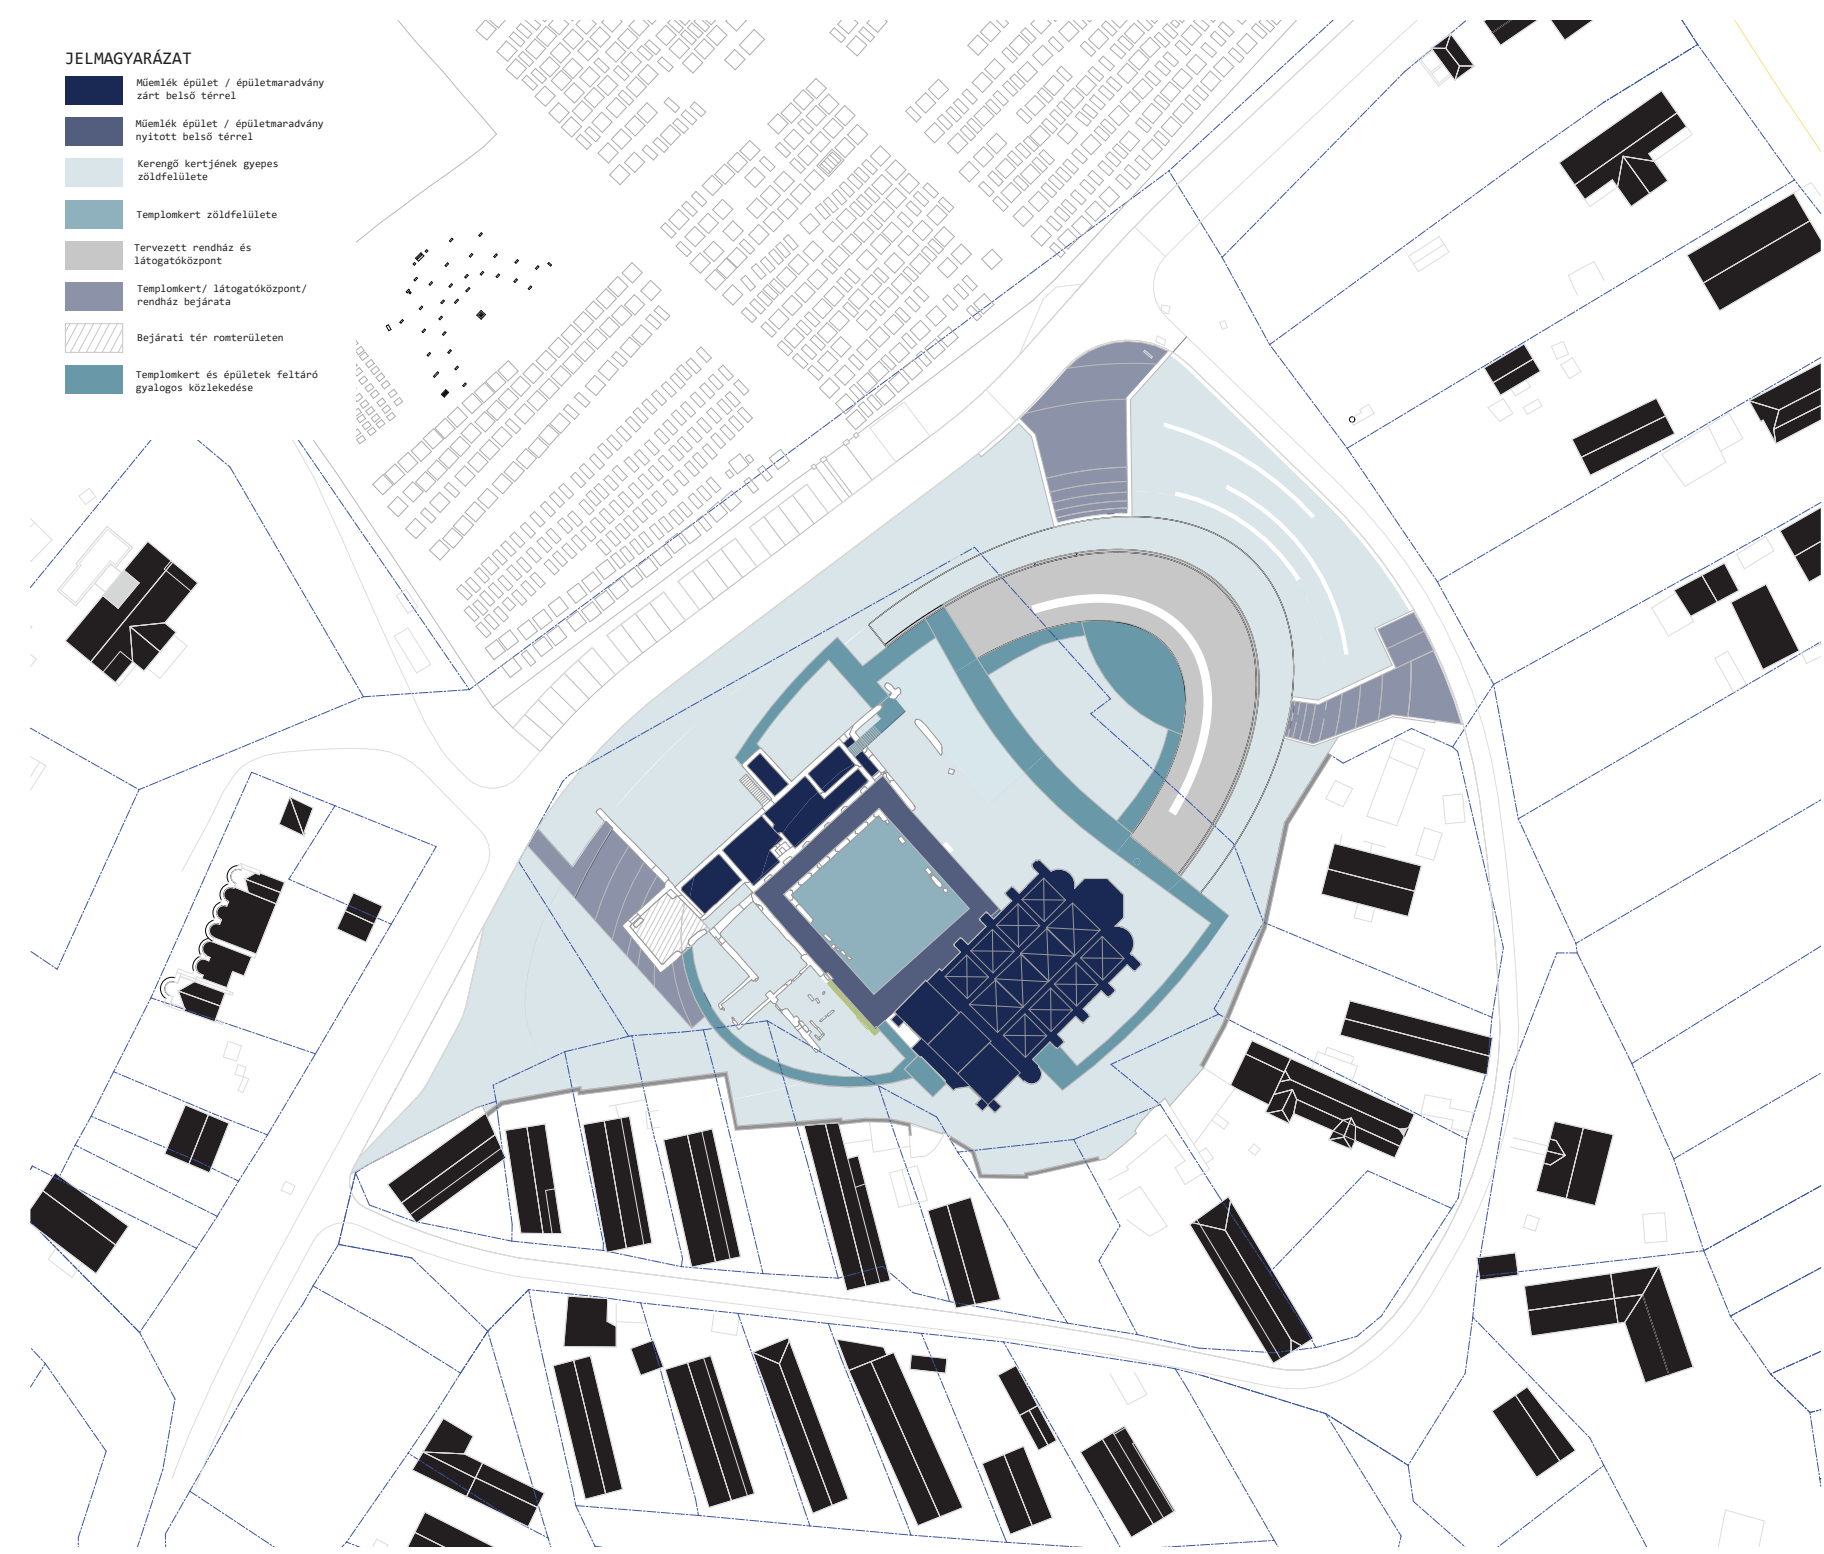 JELMAGYARÁZAT
Műemlék épület / épületmaradvány
zárt belső térrel
Műemlék épület / épületmaradvány
nyitott belső térrel
Kerengő kertjének gyepes
zöldfelülete
Templomkert zöldfelülete
Tervezett rendház és
látogatóközpont
Templomkert/ látogatóközpont/
rendház bejárata
Bejárati tér romterületen
Templomkert és épületek feltáró
gyalogos közlekedése